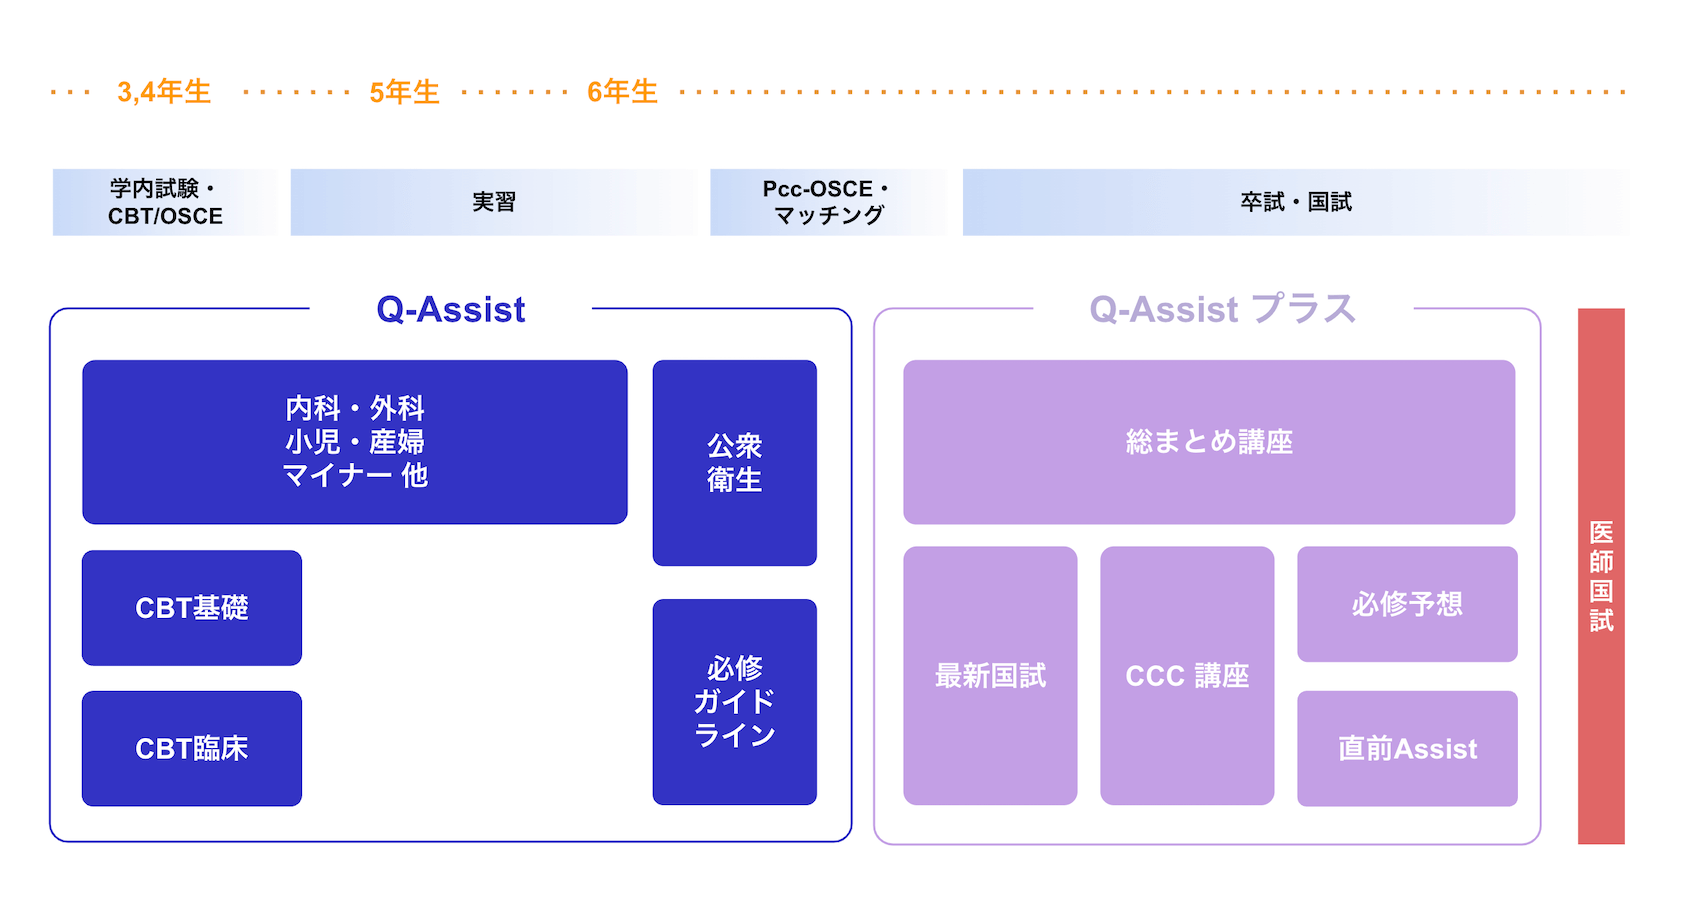 3,4年生
5年生
6年生
学内試験・
CBT/OSCE
実習
Pcc-OSCE・
マッチング
卒試・国試
Q-Assist
内科・外科
小児・産婦
マイナー 他
公衆
衛生
CBT基礎
CBT臨床
必修
ガイド
ライン
Q-Assist プラス
総まとめ講座
最新国試
CCC 講座
必修予想
直前Assist
医師国試